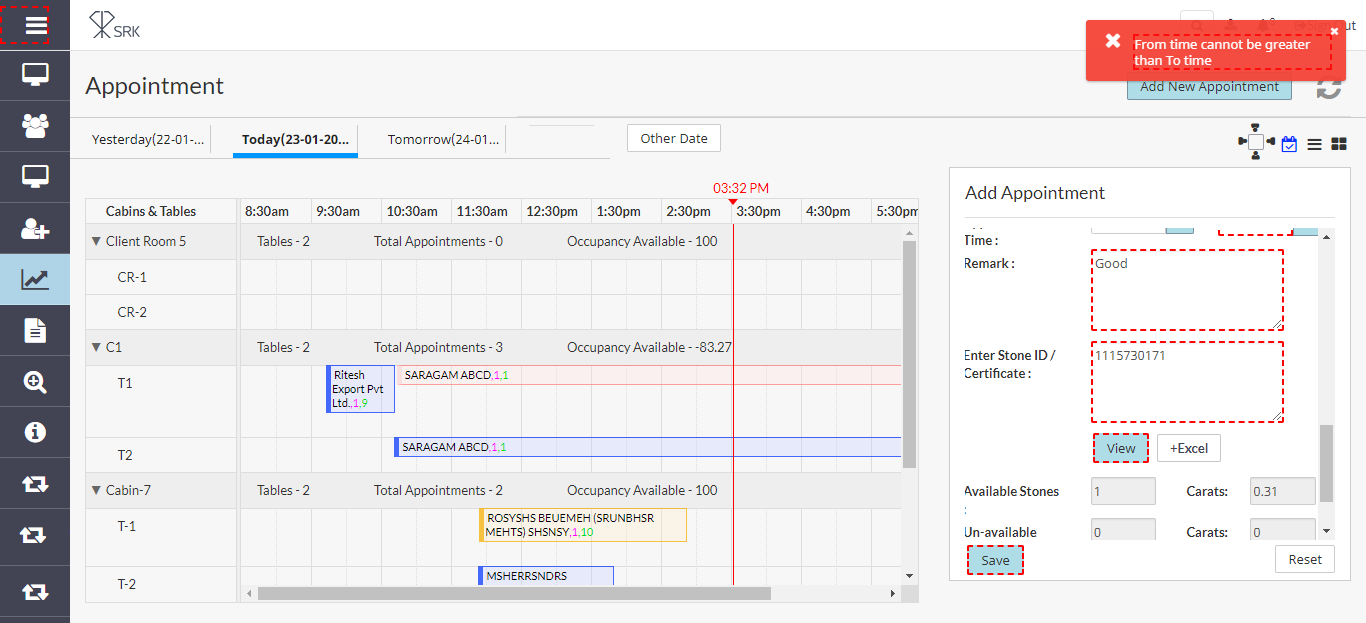 SRK
From time cannot be greater
than To time
Appointment
Add New Appointment
Yesterday(22-01-...
Today(23-01-20...
Tomorrow(24-01...
Other Date
03:32 PM
Add Appointment
Cabins & Tables
8:30am
9:30am
10:30am
11:30am
12:30pm
1:30pm
2:30pm
3:30pm
4:30pm
5:30pm
Client Room 5
Tables - 2
Total Appointments - 0
Occupancy Available - 100
CR-1
CR-2
C1
Tables - 2
Total Appointments - 3
Occupancy Available - -83.27
T1
Ritesh
Export Pvt
Ltd.,1,9
SARAGAM ABCD,1,1
T2
SARAGAM ABCD,1,1
Cabin-7
Tables - 2
Total Appointments - 2
Occupancy Available - 100
T-1
ROSYSHS BEUEMEH (SRUNBHSR
MEHTS) SHSNSY,1,10
T-2
MSHERRSNDRS
Time :
Remark :
Good
Enter Stone ID /
Certificate :
1115730171
View
+Excel
Available Stones
:
1
Carats:
0.31
Un-available
0
Carats:
0
Save
Reset